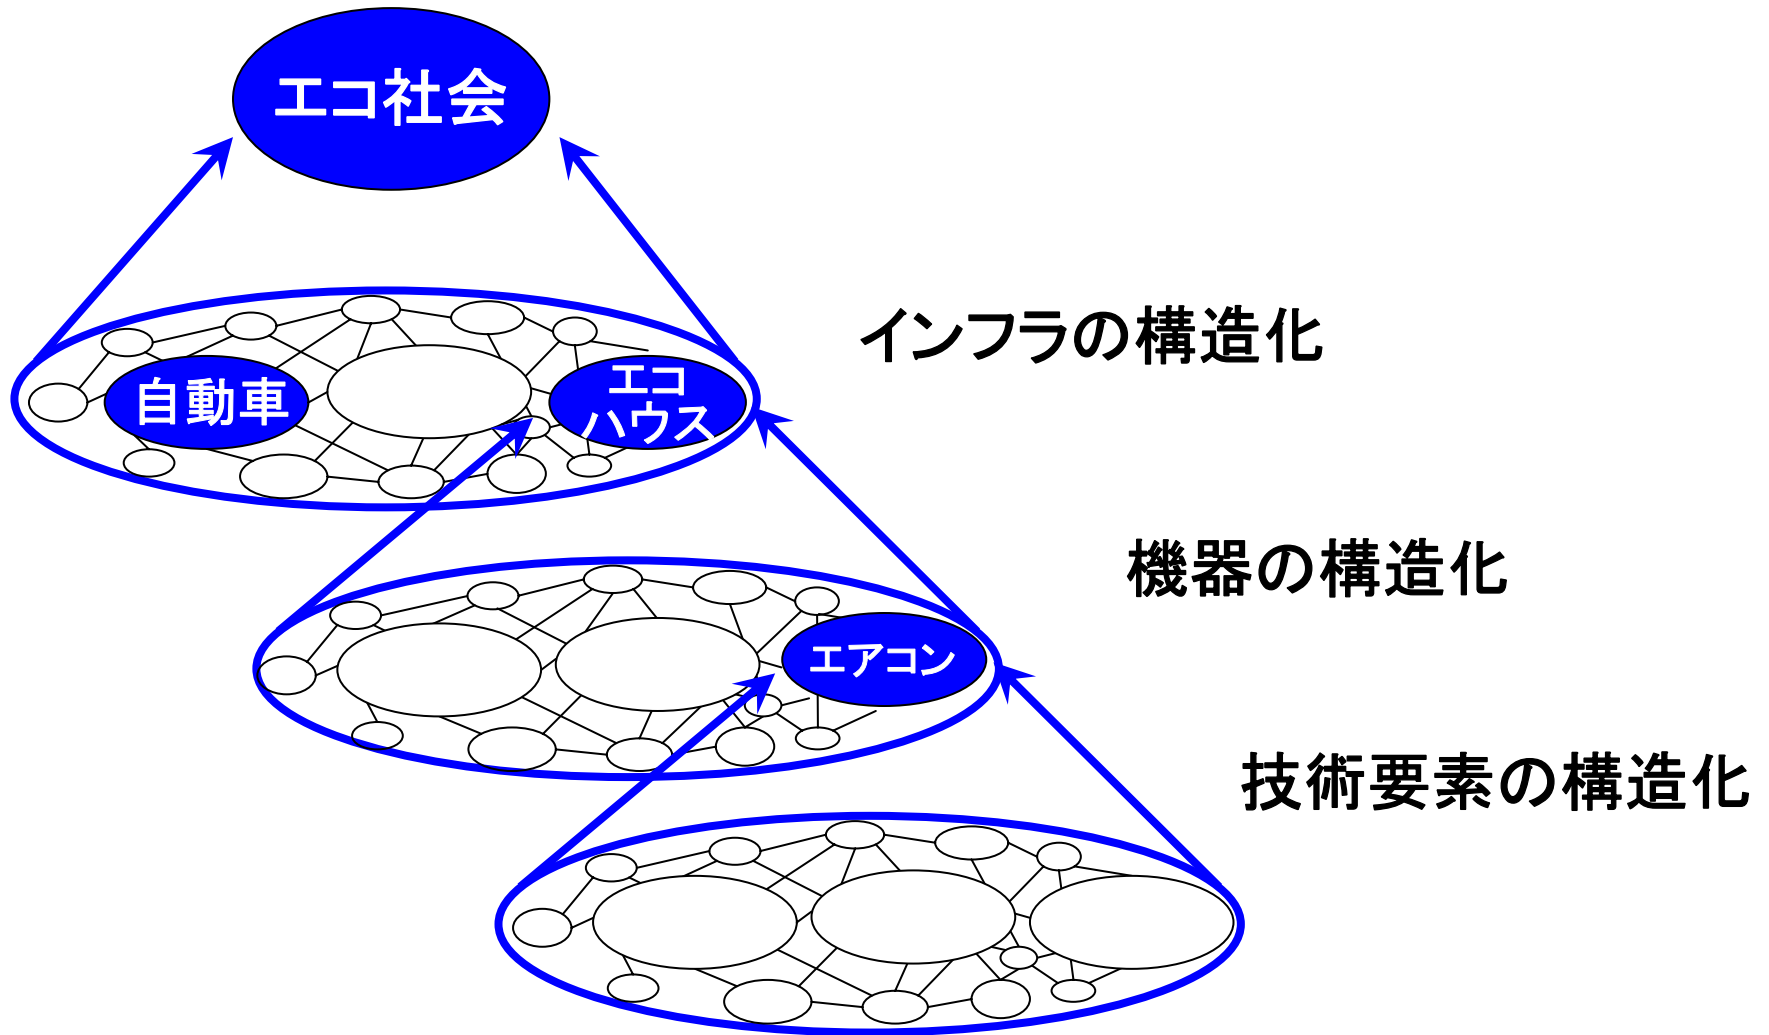 エコ社会
インフラの構造化
自動車
エコ
ハウス
機器の構造化
エアコン
技術要素の構造化